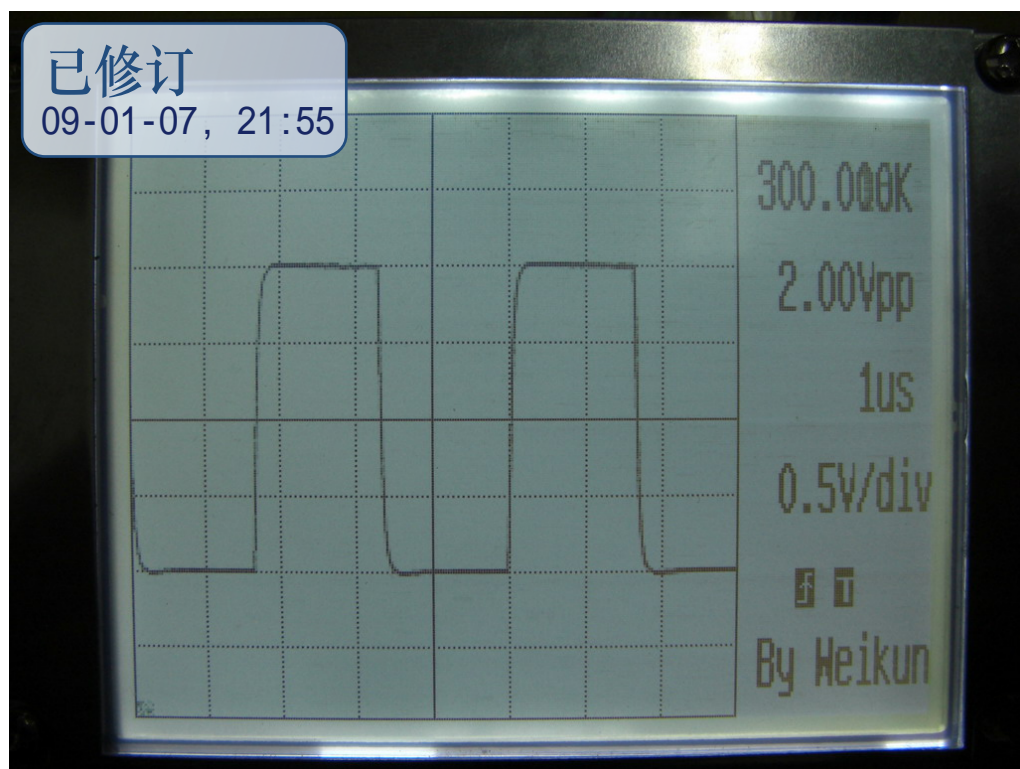 已修订
09-01-07, 21:55
300.000K
2.00Vpp
1us
0.5V/div
T
By Weikun